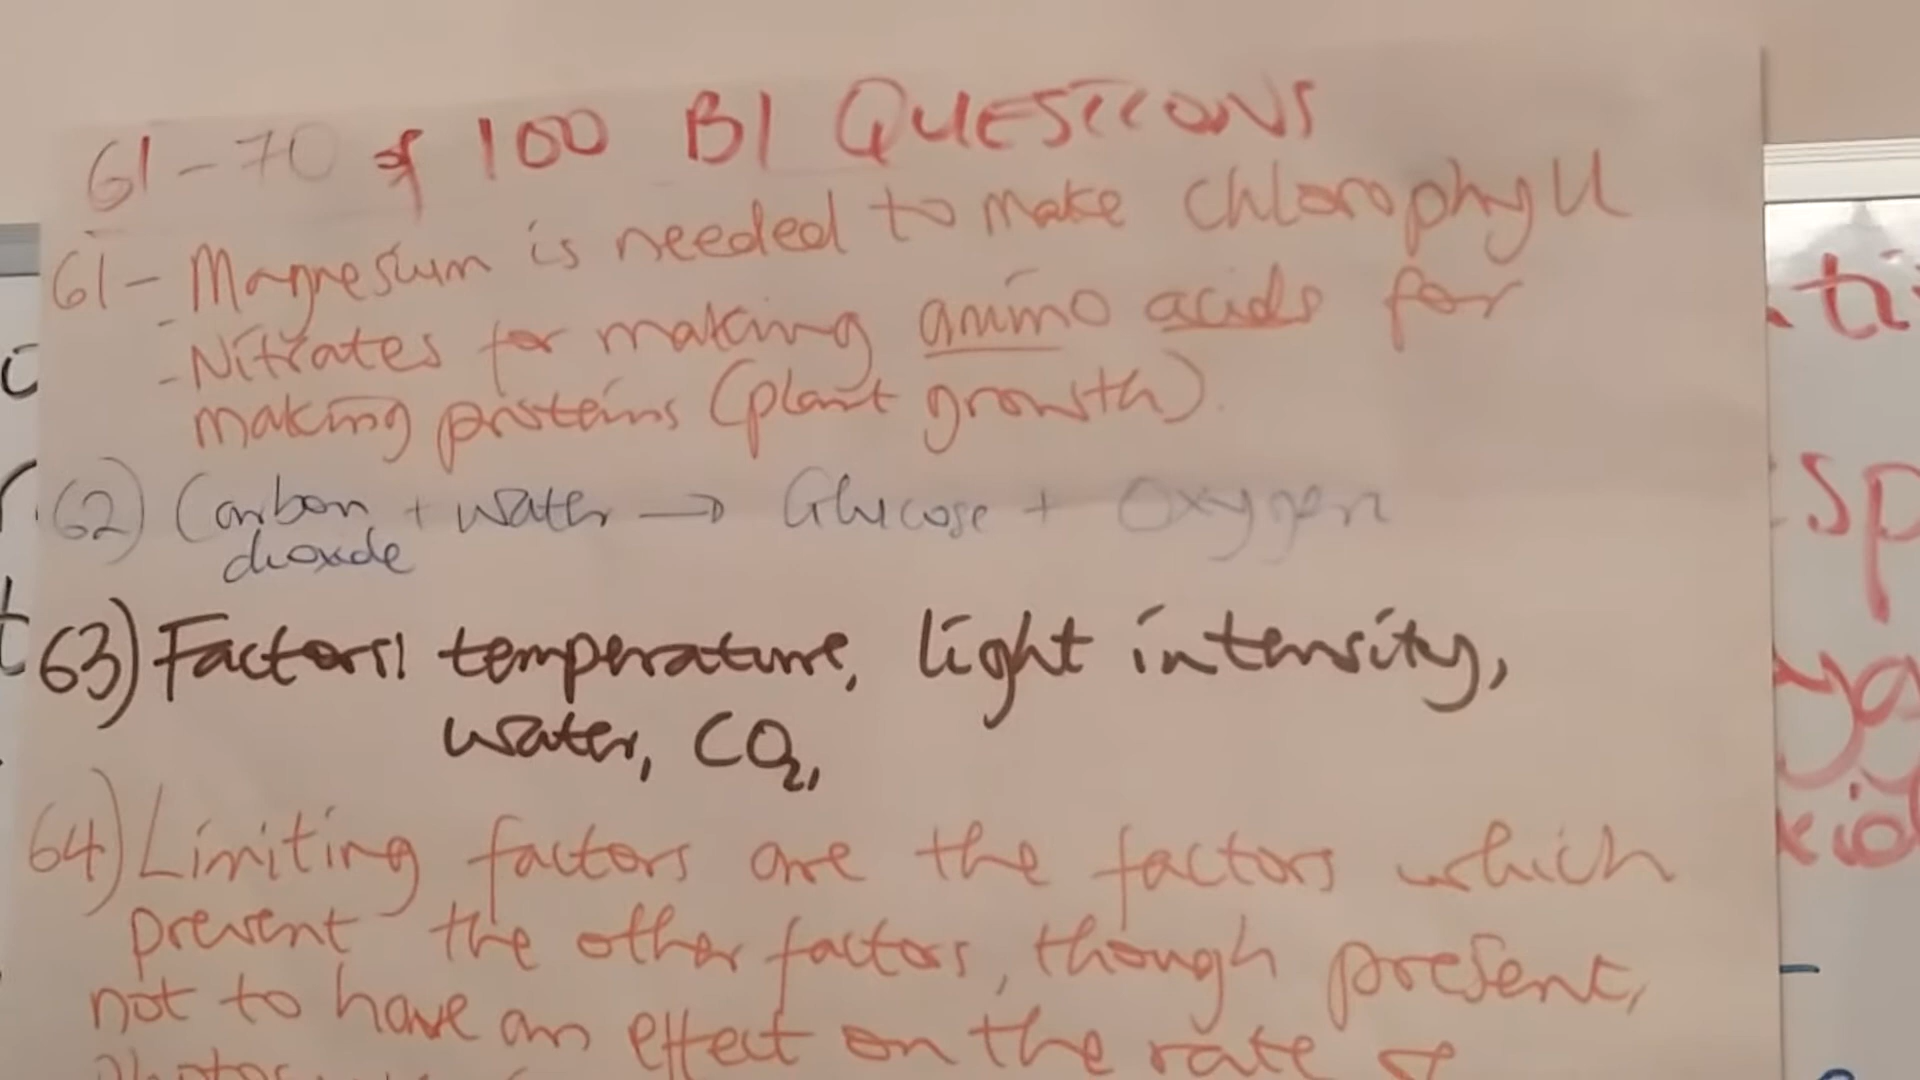 61-70 of 100 B1 QUESTIONS
61- - Magnesium is needed to make chlorophyll
- Nitrates for making amino acids for
making proteins (plant growth).
62) Carbon + water → Glucose + Oxygen
dioxide
63) Factors: temperature, light intensity,
water, CO2,
64) Limiting factors are the factors which
prevent the other factors, though present,
not to have an effect on the rate of